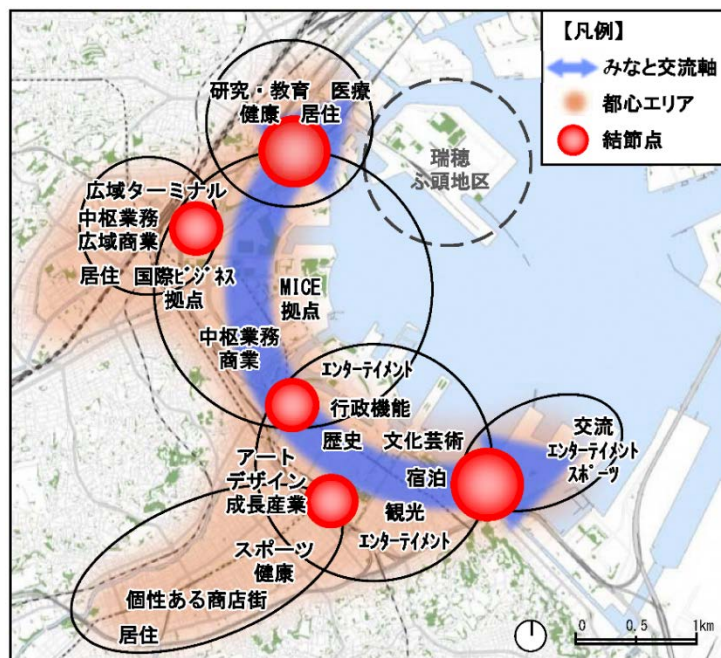 【凡例】
みなと交流軸
都心エリア
結節点
研究・教育　医療
健康　居住
瑞穂
ふ頭地区
広域ターミナル
中枢業務
広域商業
居住　国際ビジネス
拠点
MICE
拠点
中枢業務
商業
エンターテイメント
行政機能
歴史　文化芸術
交流
エンターテイメント
スポーツ
アート
デザイン
成長産業
宿泊
観光
エンターテイメント
スポーツ
健康
個性ある商店街
居住
0　0.5　1km